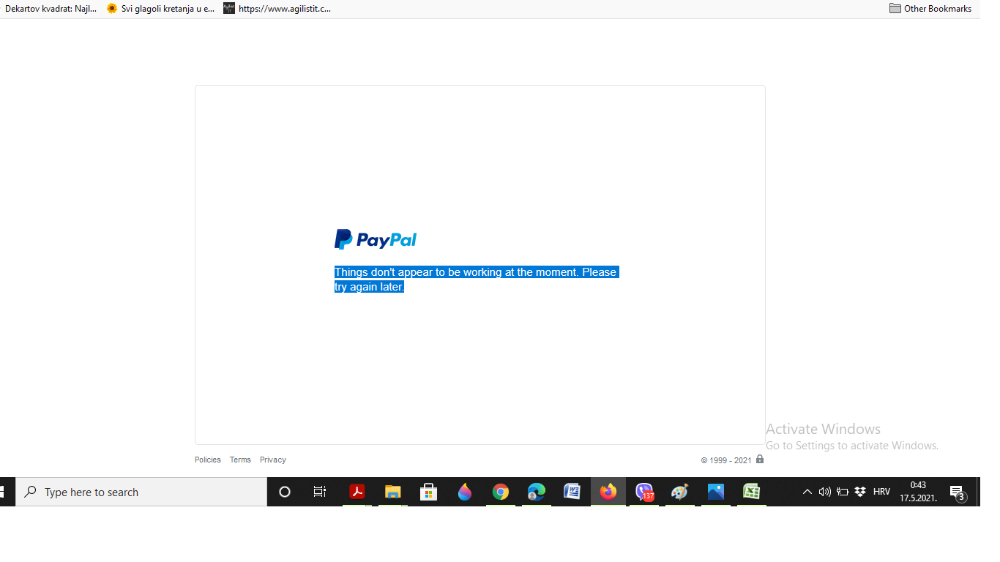 Dekartov kvadrat: Najl... Svi glagoli kretanja u e... Agilist IT https://www.agilistit.c... Other Bookmarks
PayPal
Things don't appear to be working at the moment. Please
try again later.
Activate Windows
Go to Settings to activate Windows.
Policies Terms Privacy © 1999 - 2021
Type here to search 137 HRV 0:43
17.5.2021. 3